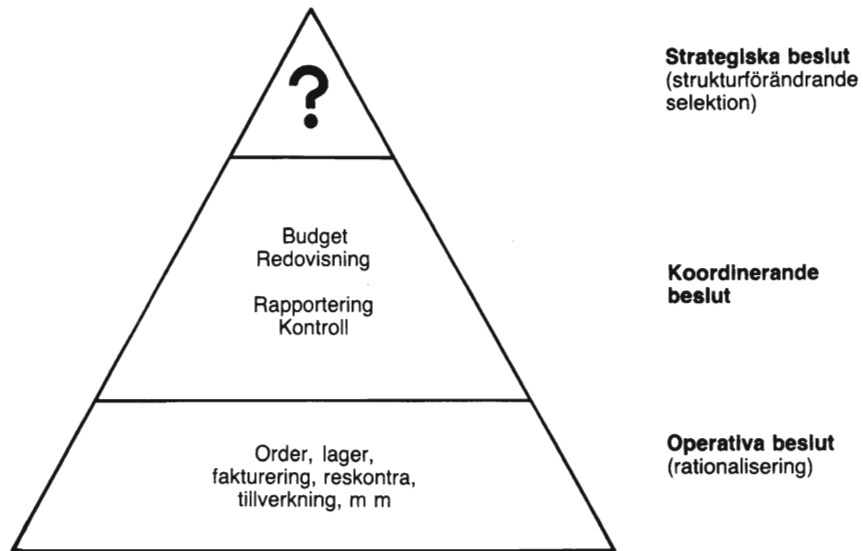 ?
Strategiska beslut
(strukturförändrande
selektion)
Budget
Redovisning
Rapportering
Kontroll
Koordinerande
beslut
Order, lager,
fakturering, reskontra,
tillverkning, m m
Operativa beslut
(rationalisering)